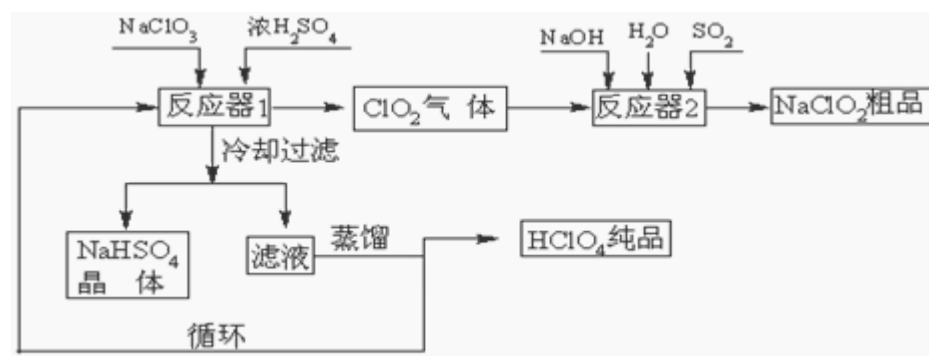 NaClO₃ 浓H₂SO₄
NaOH H₂O SO₂
反应器1 ClO₂气 体 反应器2 NaClO₂粗品
冷却过滤
NaHSO₄
晶 体
滤液 蒸馏 HClO₄纯品
循环